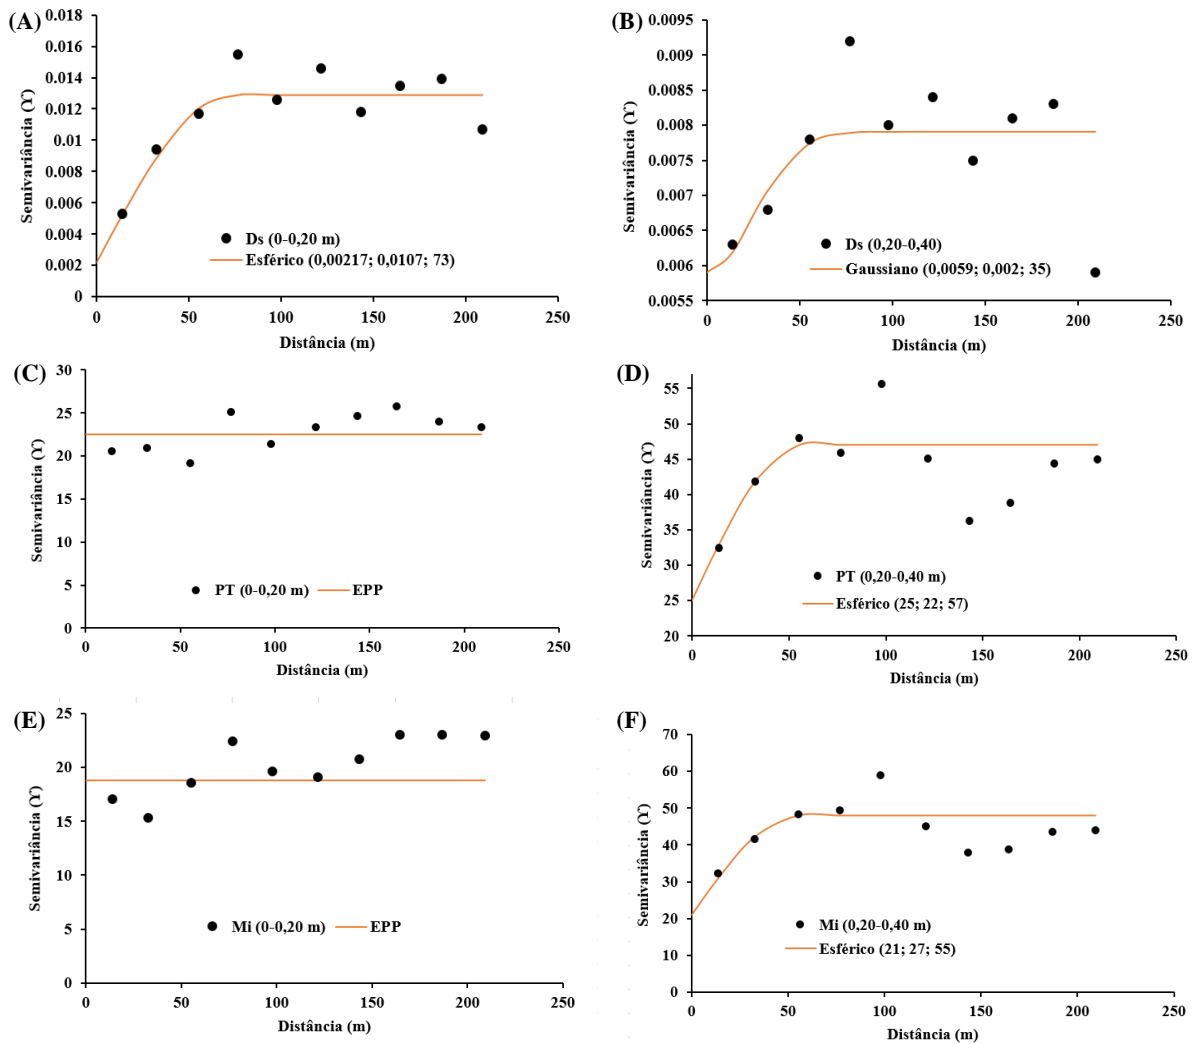 (A)
0.018
0.016
0.014
0.012
0.01
0.008
0.006
0.004
0.002
0
Semivariância (ϒ)
Ds (0-0,20 m)
Esférico (0,00217; 0,0107; 73)
0 50 100 150 200 250
Distância (m)
(B)
0.0095
0.009
0.0085
0.008
0.0075
0.007
0.0065
0.006
0.0055
Semivariância (ϒ)
Ds (0,20-0,40)
Gaussiano (0,0059; 0,002; 35)
0 50 100 150 200 250
Distância (m)
(C)
30
25
20
15
10
5
0
Semivariância (ϒ)
PT (0-0,20 m) EPP
0 50 100 150 200 250
Distância (m)
(D)
55
50
45
40
35
30
25
20
Semivariância (ϒ)
PT (0,20-0,40 m)
Esférico (25; 22; 57)
0 50 100 150 200 250
Distância (m)
(E)
25
20
15
10
5
0
Semivariância (ϒ)
Mi (0-0,20 m) EPP
0 50 100 150 200 250
Distância (m)
(F)
70
60
50
40
30
20
10
0
Semivariância (ϒ)
Mi (0,20-0,40 m)
Esférico (21; 27; 55)
0 50 100 150 200 250
Distância (m)